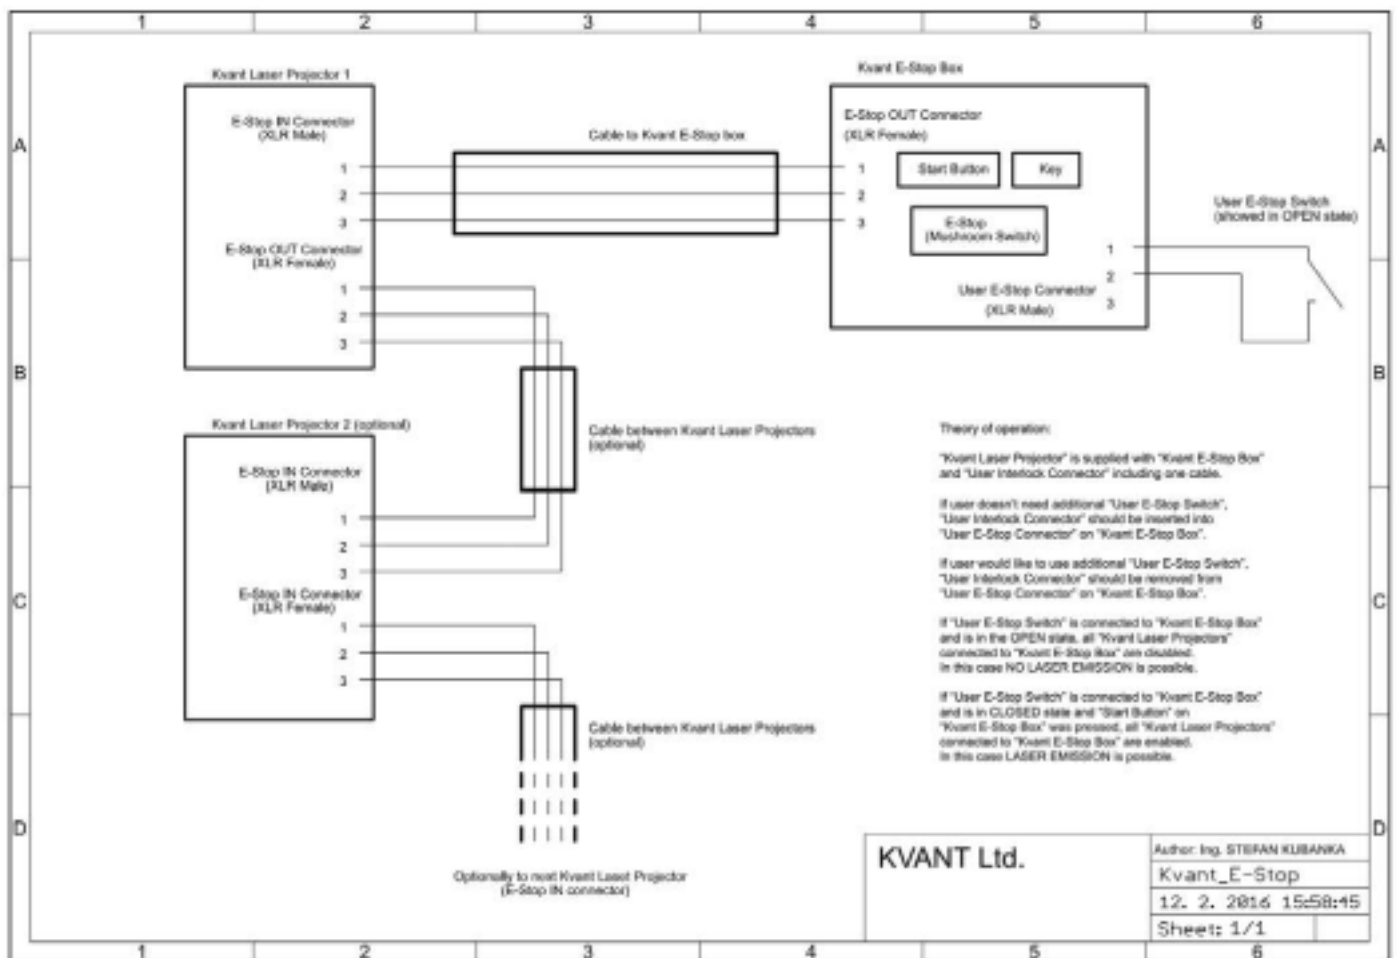 1 2 3 4 5 6
A
B
C
D
A
B
C
D
1 2 3 4 5 6
Kvant Laser Projector 1
E-Stop IN Connector
(XLR Male)
1
2
3
E-Stop OUT Connector
(XLR Female)
1
2
3
Cable to Kvant E-Stop box
Kvant E-Stop Box
E-Stop OUT Connector
(XLR Female)
1
2
3
Start Button
Key
E-Stop
(Mushroom Switch)
User E-Stop Connector
(XLR Male)
1
2
3
User E-Stop Switch
(showed in OPEN state)
Cable between Kvant Laser Projectors
(optional)
Kvant Laser Projector 2 (optional)
E-Stop IN Connector
(XLR Male)
1
2
3
E-Stop IN Connector
(XLR Female)
1
2
3
Cable between Kvant Laser Projectors
(optional)
Optionally to next Kvant Laser Projector
(E-Stop IN connector)
Theory of operation:
"Kvant Laser Projector" is supplied with "Kvant E-Stop Box"
and "User Interlock Connector" including one cable.
If user doesn't need additional "User E-Stop Switch",
"User Interlock Connector" should be inserted into
"User E-Stop Connector" on "Kvant E-Stop Box".
If user would like to use additional "User E-Stop Switch",
"User Interlock Connector" should be removed from
"User E-Stop Connector" on "Kvant E-Stop Box".
If "User E-Stop Switch" is connected to "Kvant E-Stop Box"
and is in the OPEN state, all "Kvant Laser Projectors"
connected to "Kvant E-Stop Box" are disabled.
In this case NO LASER EMISSION is possible.
If "User E-Stop Switch" is connected to "Kvant E-Stop Box"
and is in CLOSED state and "Start Button" on
"Kvant E-Stop Box" was pressed, all "Kvant Laser Projectors"
connected to "Kvant E-Stop Box" are enabled.
In this case LASER EMISSION is possible.
KVANT Ltd.
Author: Ing. STEFAN KUBANKA
Kvant_E-Stop
12. 2. 2016 15:58:45
Sheet: 1/1